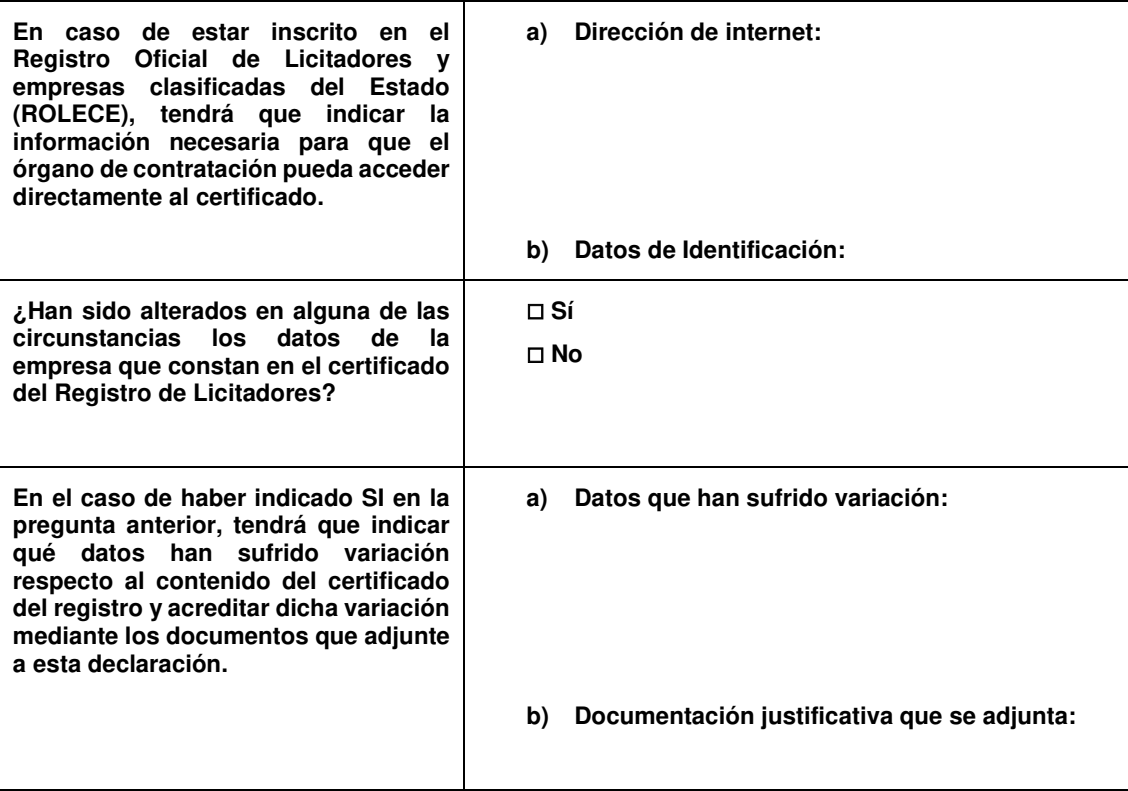 En caso de estar inscrito en el
Registro Oficial de Licitadores y
empresas clasificadas del Estado
(ROLECE), tendrá que indicar la
información necesaria para que el
órgano de contratación pueda acceder
directamente al certificado.
a) Dirección de internet:
b) Datos de Identificación:
¿Han sido alterados en alguna de las
circunstancias los datos de la
empresa que constan en el certificado
del Registro de Licitadores?
□ Sí
□ No
En el caso de haber indicado SI en la
pregunta anterior, tendrá que indicar
qué datos han sufrido variación
respecto al contenido del certificado
del registro y acreditar dicha variación
mediante los documentos que adjunte
a esta declaración.
a) Datos que han sufrido variación:
b) Documentación justificativa que se adjunta: